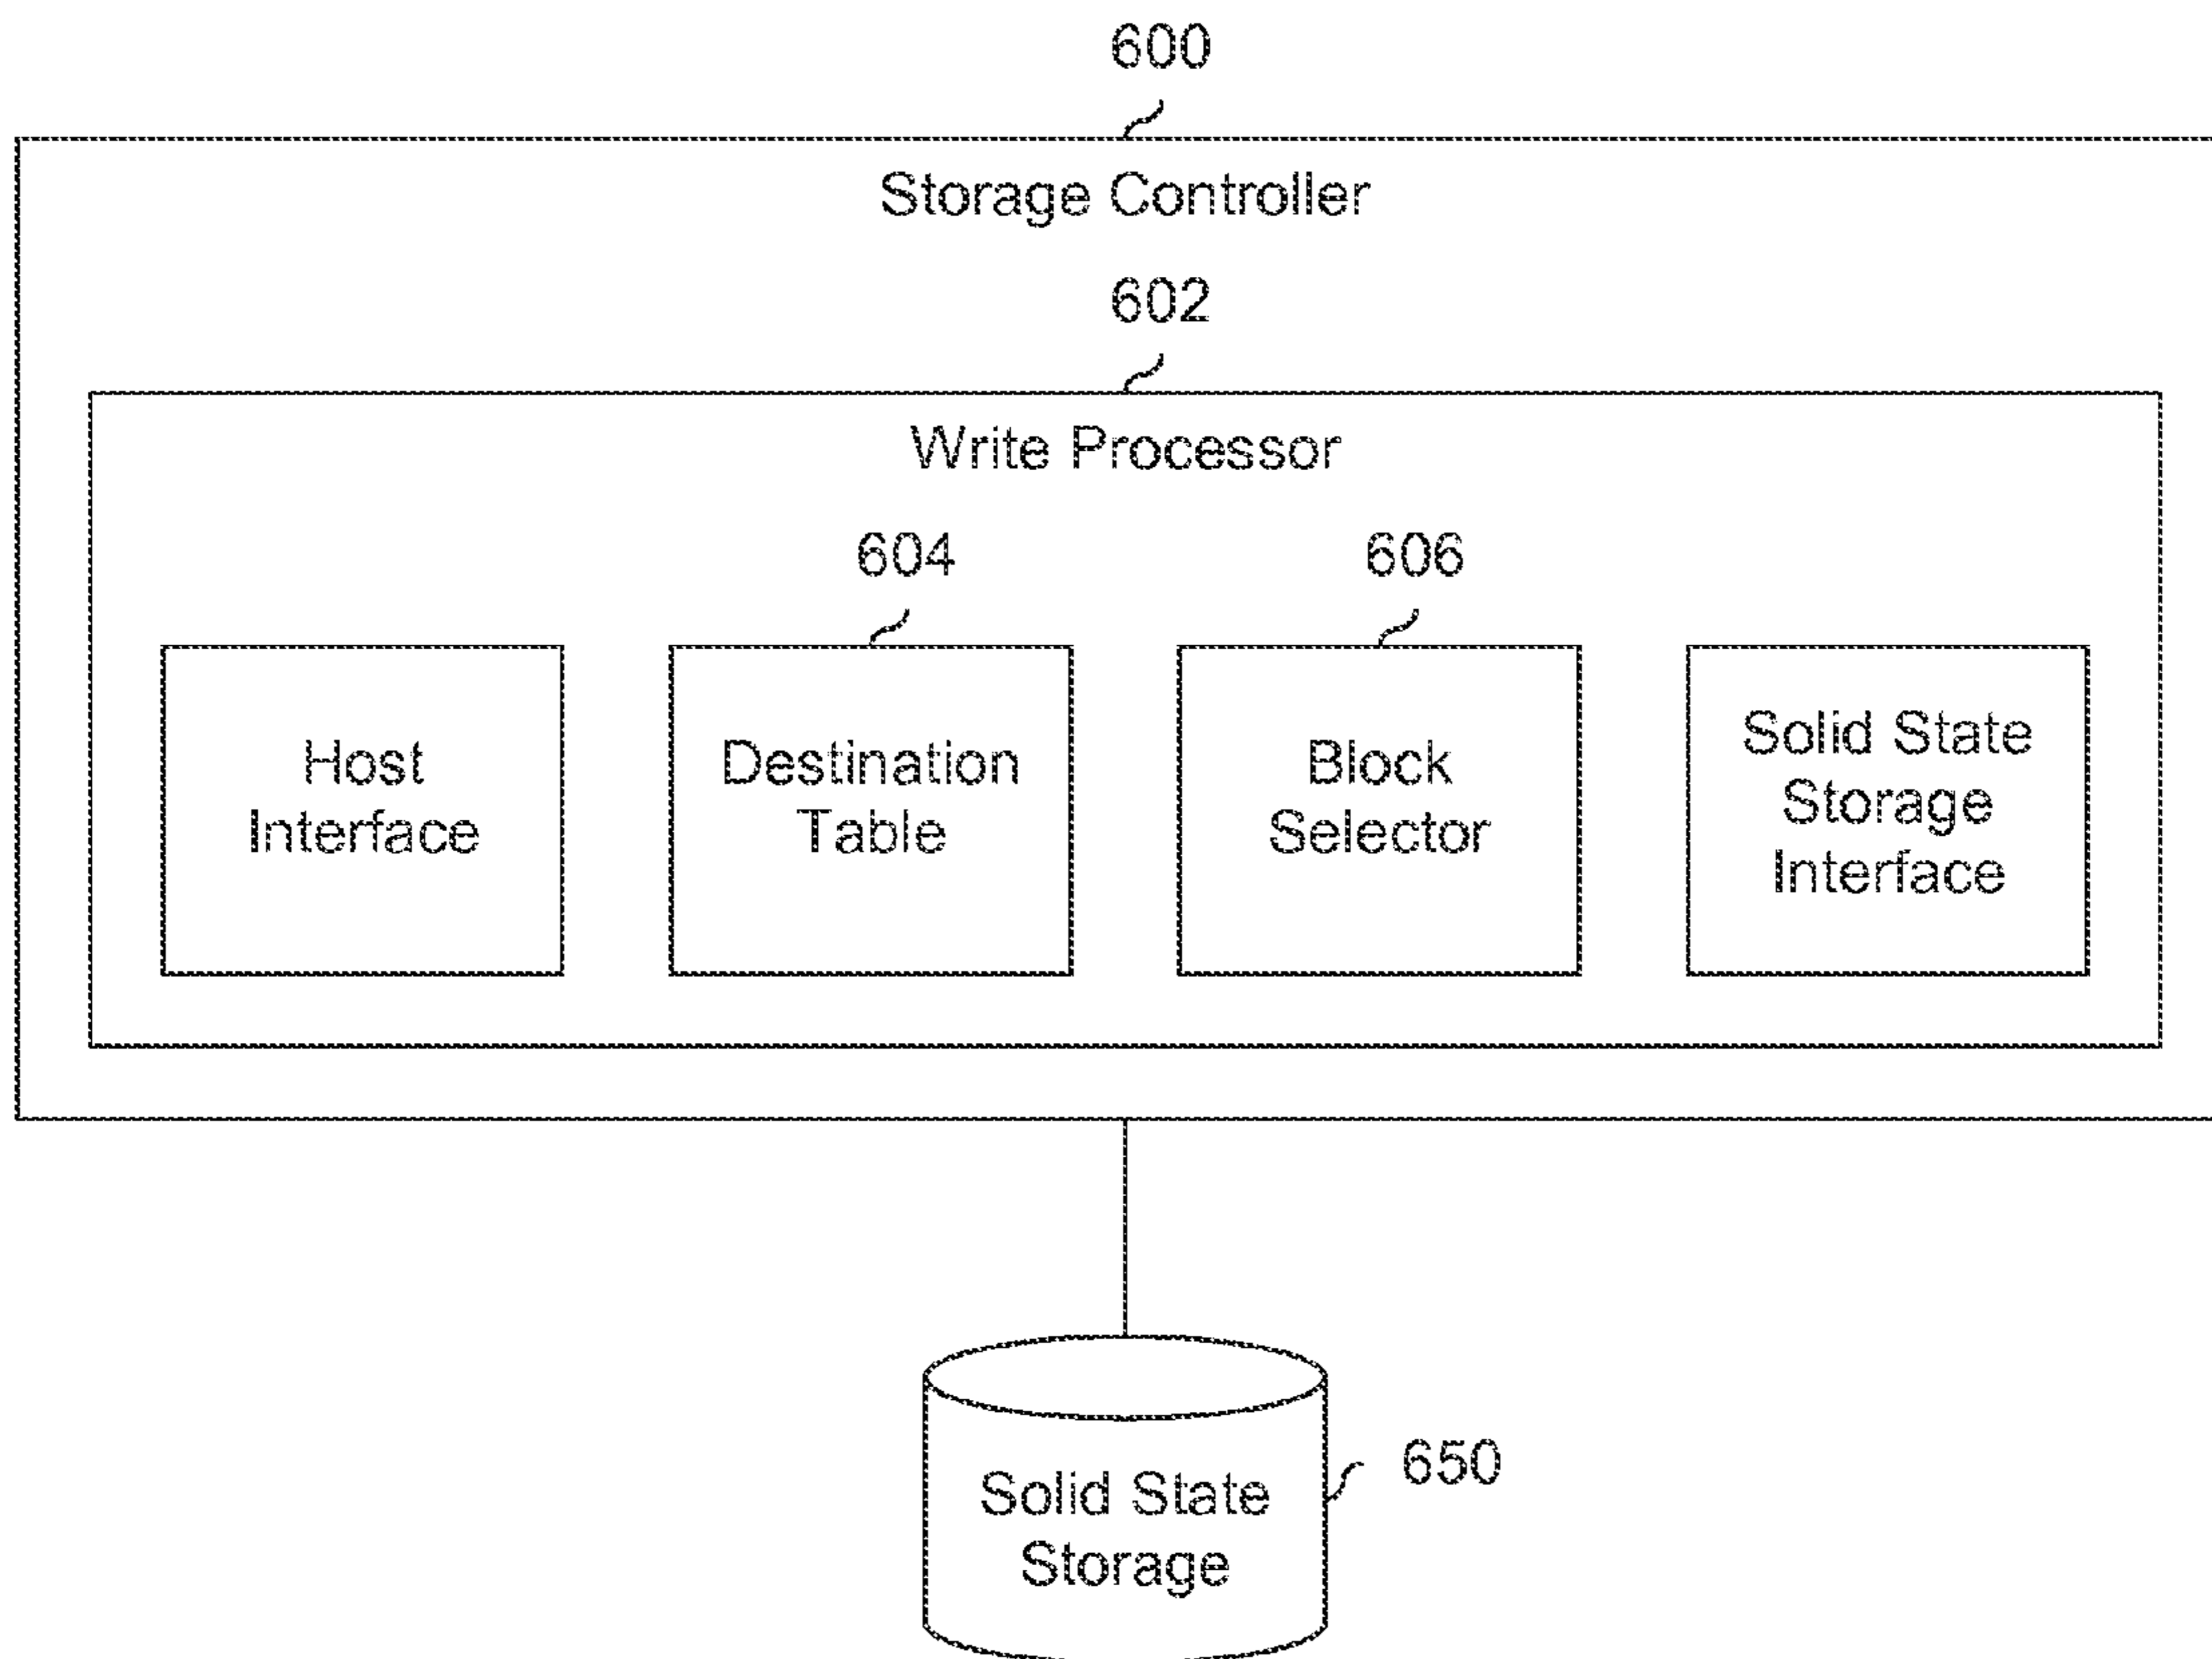 600
Storage Controller
602
Write Processor
604
606
Host
Interface
Destination
Table
Block
Selector
Solid State
Storage
Interface
Solid State
Storage
650